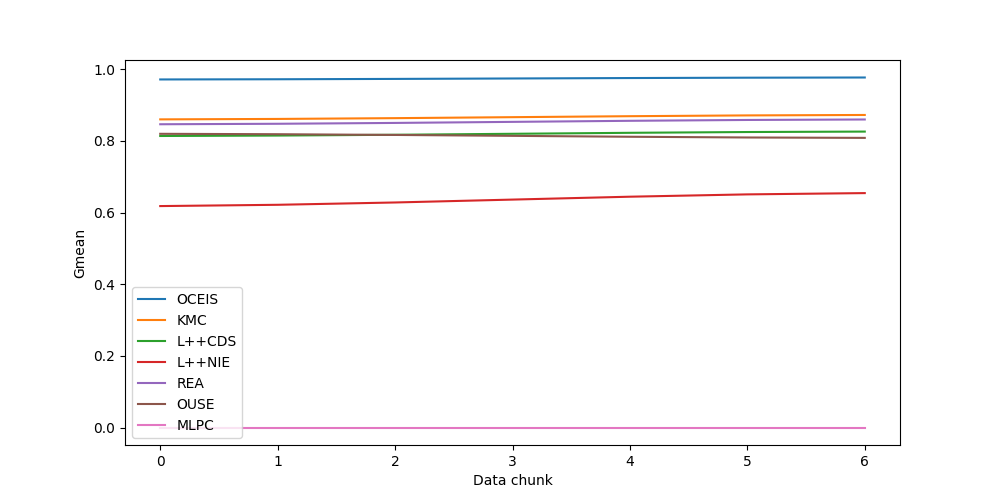 1.0
0.8
0.6
0.4
0.2
0.0
Gmean
OCEIS
KMC
L++CDS
L++NIE
REA
OUSE
MLPC
0 1 2 3 4 5 6
Data chunk